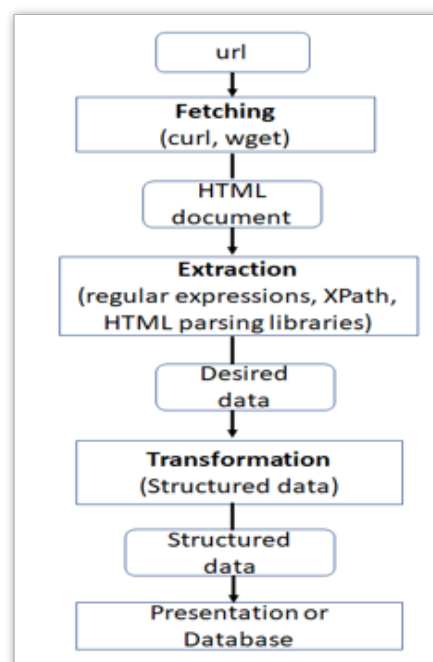 url
Fetching
(curl, wget)
HTML
document
Extraction
(regular expressions, XPath,
HTML parsing libraries)
Desired
data
Transformation
(Structured data)
Structured
data
Presentation or
Database